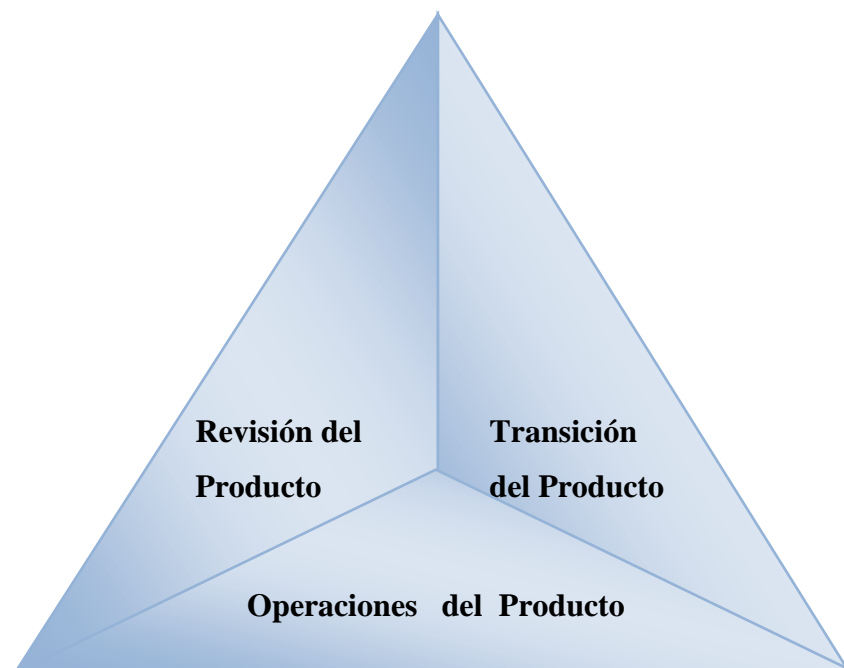 Revisión del
Producto
Transición
del Producto
Operaciones del Producto